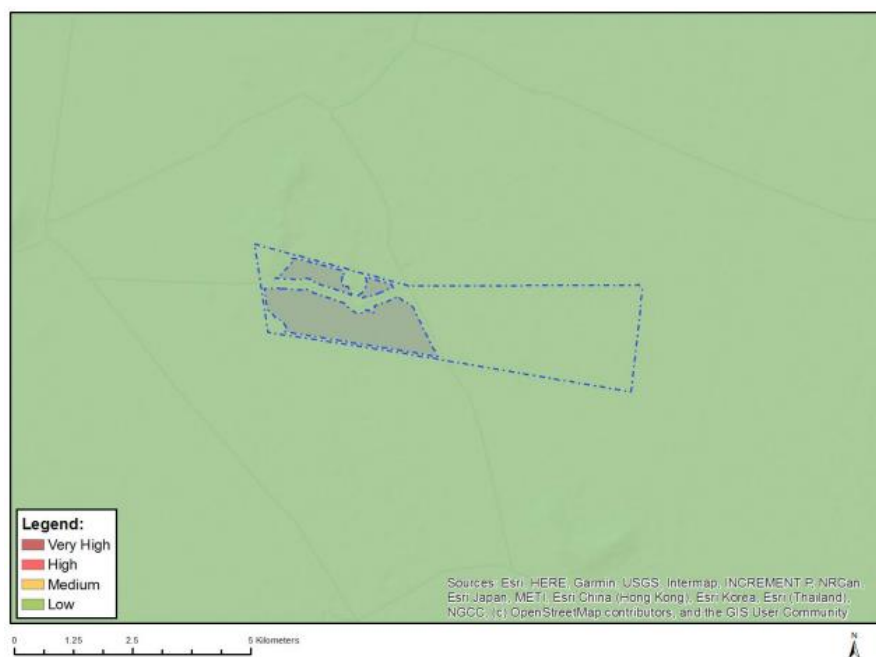 Legend:
Very High
High
Medium
Low
Sources: Esri, HERE, Garmin, USGS, Intermap, INCREMENT P, NRCan,
Esri Japan, METI, Esri China (Hong Kong), Esri Korea, Esri (Thailand),
NGCC, (c) OpenStreetMap contributors, and the GIS User Community
0 1.25 2.5 5 Kilometers
N